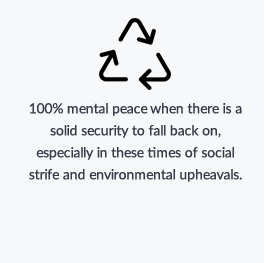 100% mental peace when there is a
solid security to fall back on,
especially in these times of social
strife and environmental upheavals.